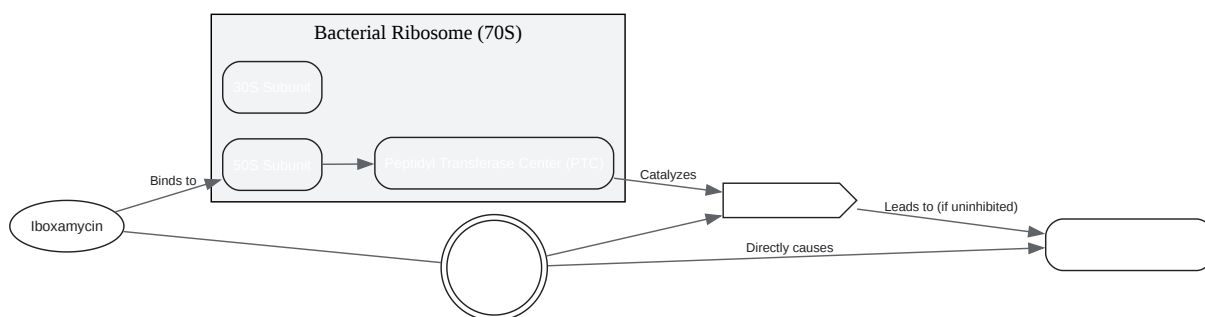 Bacterial Ribosome (70S)
30S Subunit
50S Subunit
Peptidyl Transferase Center (PTC)
Binds to
Catalyzes
Iboxamycin
Leads to (if uninhibited)
Directly causes